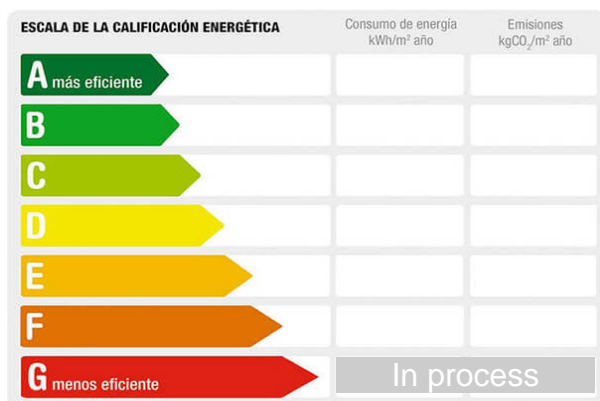 ESCALA DE LA CALIFICACIÓN ENERGÉTICA
Consumo de energía
kWh/m² año
Emisiones
kgCO₂/m² año
A más eficiente
B
C
D
E
F
G menos eficiente
In process